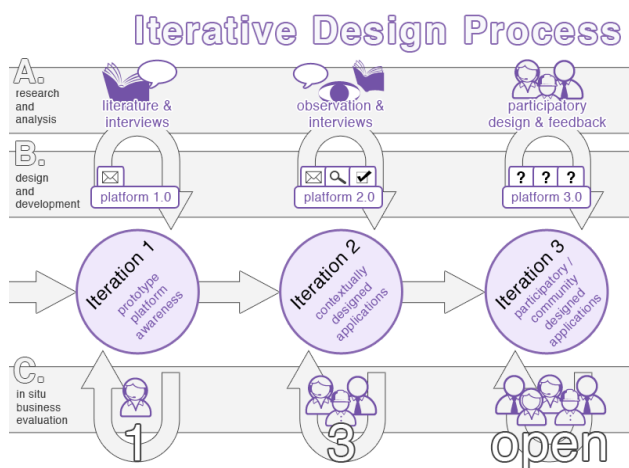 Iterative Design Process
A.
research
and
analysis
literature &
interviews
observation &
interviews
participatory
design & feedback
B.
design
and
development
platform 1.0
platform 2.0
? ? ?
platform 3.0
Iteration 1
prototype
platform
awareness
Iteration 2
contextually
designed
applications
Iteration 3
participatory /
community
designed
applications
C.
in situ
business
evaluation
1
3
open